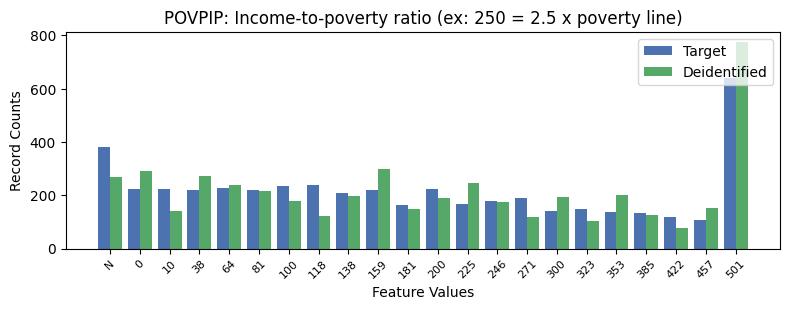 POVPIP: Income-to-poverty ratio (ex: 250 = 2.5 x poverty line)
Target
Deidentified
Record Counts
800
600
400
200
0
N 0 10 38 64 81 100 118 138 159 181 200 225 246 271 300 323 353 385 422 457 501
Feature Values